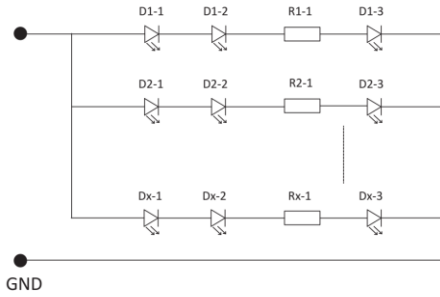 D1-1 D1-2 R1-1 D1-3
D2-1 D2-2 R2-1 D2-3
Dx-1 Dx-2 Rx-1 Dx-3
GND